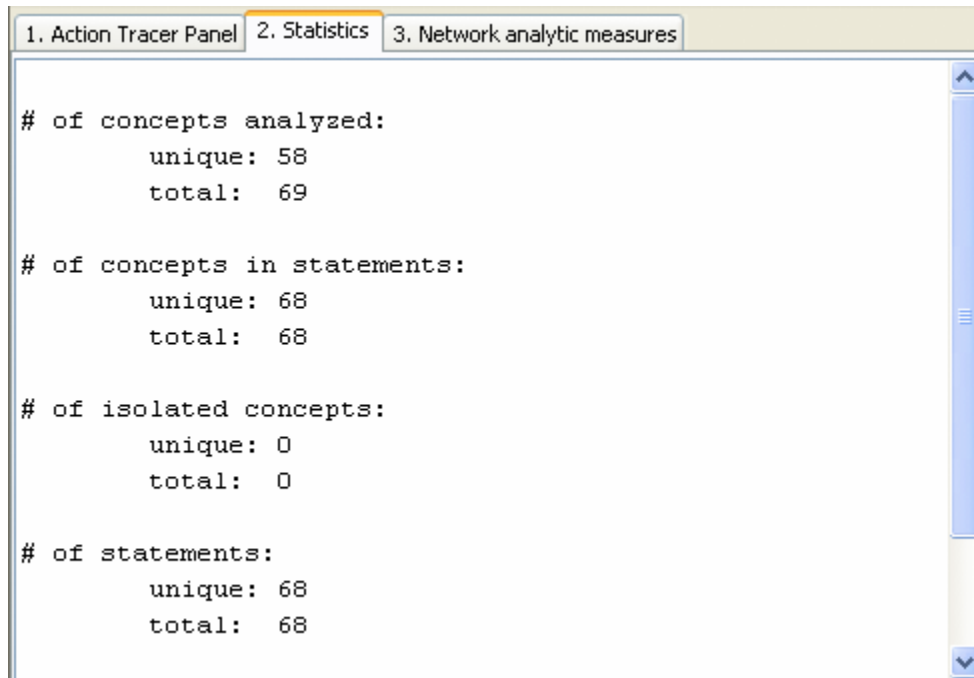 1. Action Tracer Panel 2. Statistics 3. Network analytic measures
# of concepts analyzed:
unique: 58
total: 69
# of concepts in statements:
unique: 68
total: 68
# of isolated concepts:
unique: 0
total: 0
# of statements:
unique: 68
total: 68